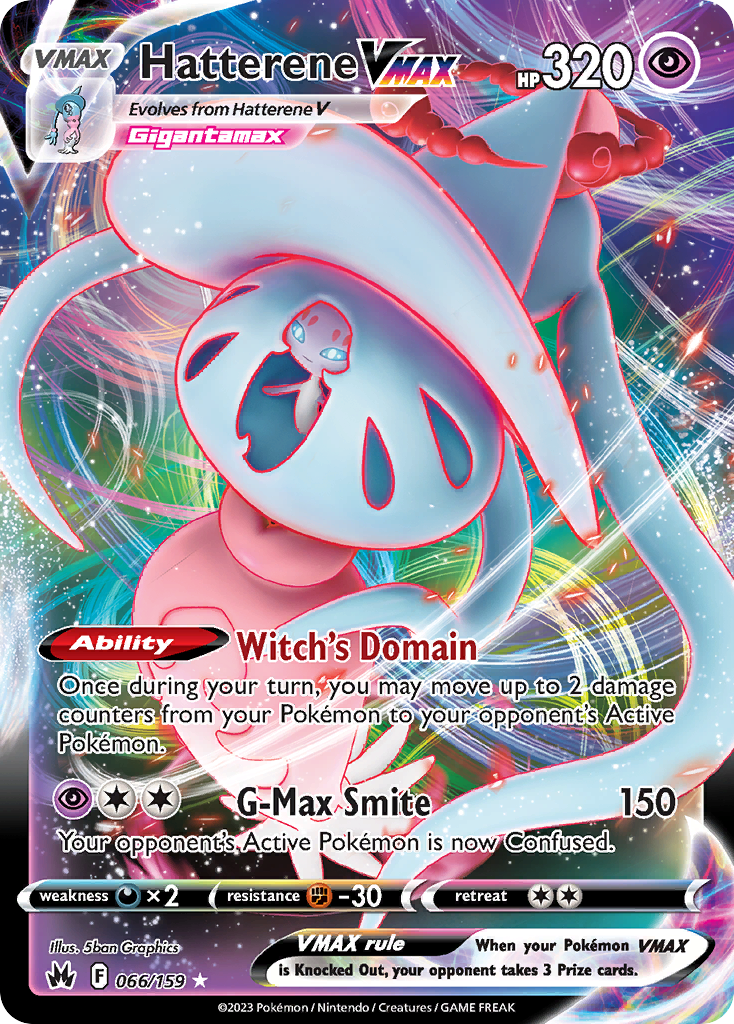 VMAX Hatterene VMAX HP 320
Evolves from Hatterene V
Gigantamax
Ability Witch's Domain
Once during your turn, you may move up to 2 damage
counters from your Pokémon to your opponent's Active
Pokémon.
G-Max Smite 150
Your opponent's Active Pokémon is now Confused.
weakness ×2 resistance -30 retreat
Illus. 5ban Graphics
VMAX rule When your Pokémon VMAX
is Knocked Out, your opponent takes 3 Prize cards.
F 066/159 ★
©2023 Pokémon / Nintendo / Creatures / GAME FREAK